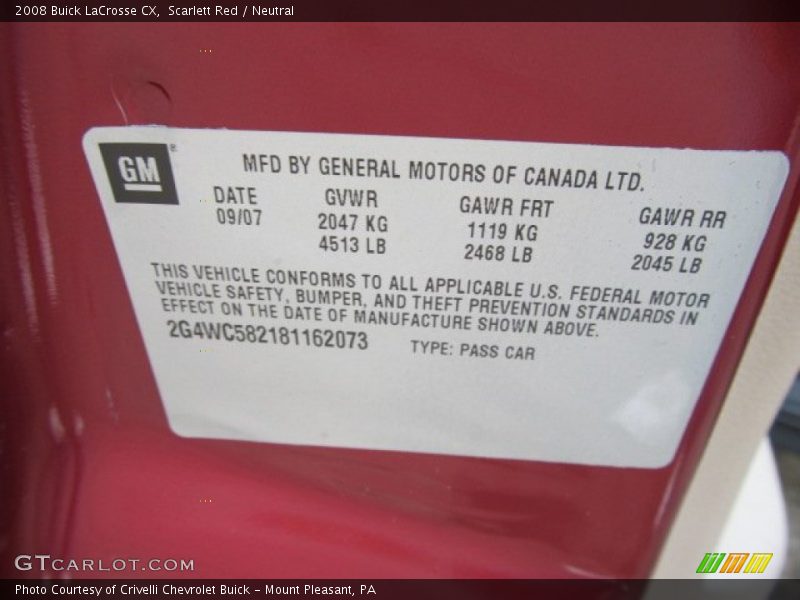 2008 Buick LaCrosse CX, Scarlett Red / Neutral
GM®
MFD BY GENERAL MOTORS OF CANADA LTD.
DATE GVWR GAWR FRT GAWR RR
09/07 2047 KG 1119 KG 928 KG
4513 LB 2468 LB 2045 LB
THIS VEHICLE CONFORMS TO ALL APPLICABLE U.S. FEDERAL MOTOR
VEHICLE SAFETY, BUMPER, AND THEFT PREVENTION STANDARDS IN
EFFECT ON THE DATE OF MANUFACTURE SHOWN ABOVE.
2G4WC582181162073 TYPE: PASS CAR
GTCARLOT.COM
Photo Courtesy of Crivelli Chevrolet Buick - Mount Pleasant, PA